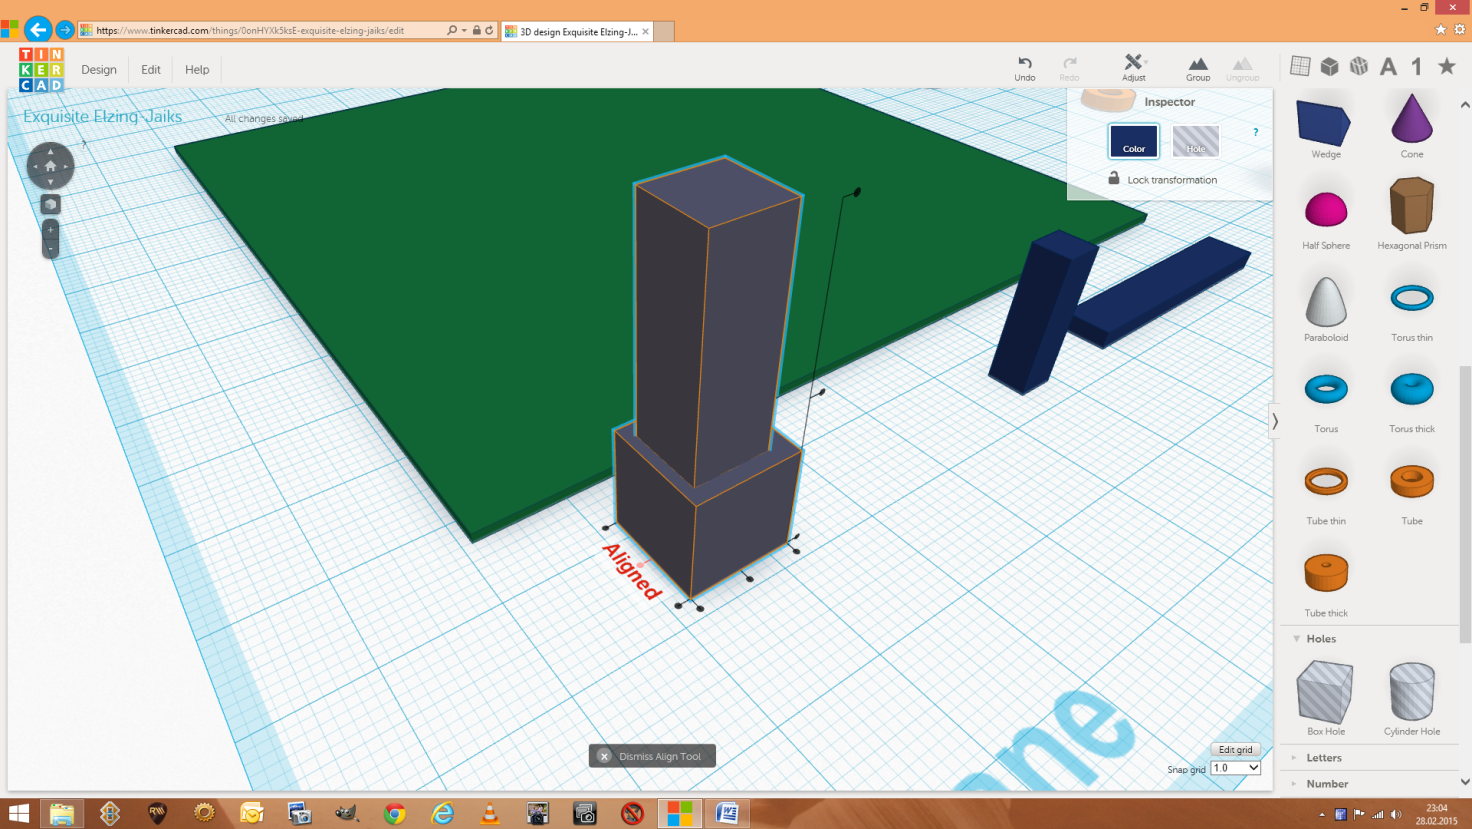 https://www.tinkercad.com/things/0onHYXk5ksE-exquisite-elzing-jaiks/edit
3D design Exquisite Elzing-J...
TIN
KER
CAD
Design
Edit
Help
Undo
Redo
Adjust
Group
Ungroup
A
1
Exquisite Elzing-Jaiks
All changes saved
?
Inspector
Color
Hole
?
Lock transformation
Wedge
Cone
Half Sphere
Hexagonal Prism
Paraboloid
Torus thin
Torus
Torus thick
Tube thin
Tube
Tube thick
Holes
Box Hole
Cylinder Hole
Letters
Number
Aligned
Dismiss Align Tool
Edit grid
Snap grid 1.0
23:04
28.02.2015